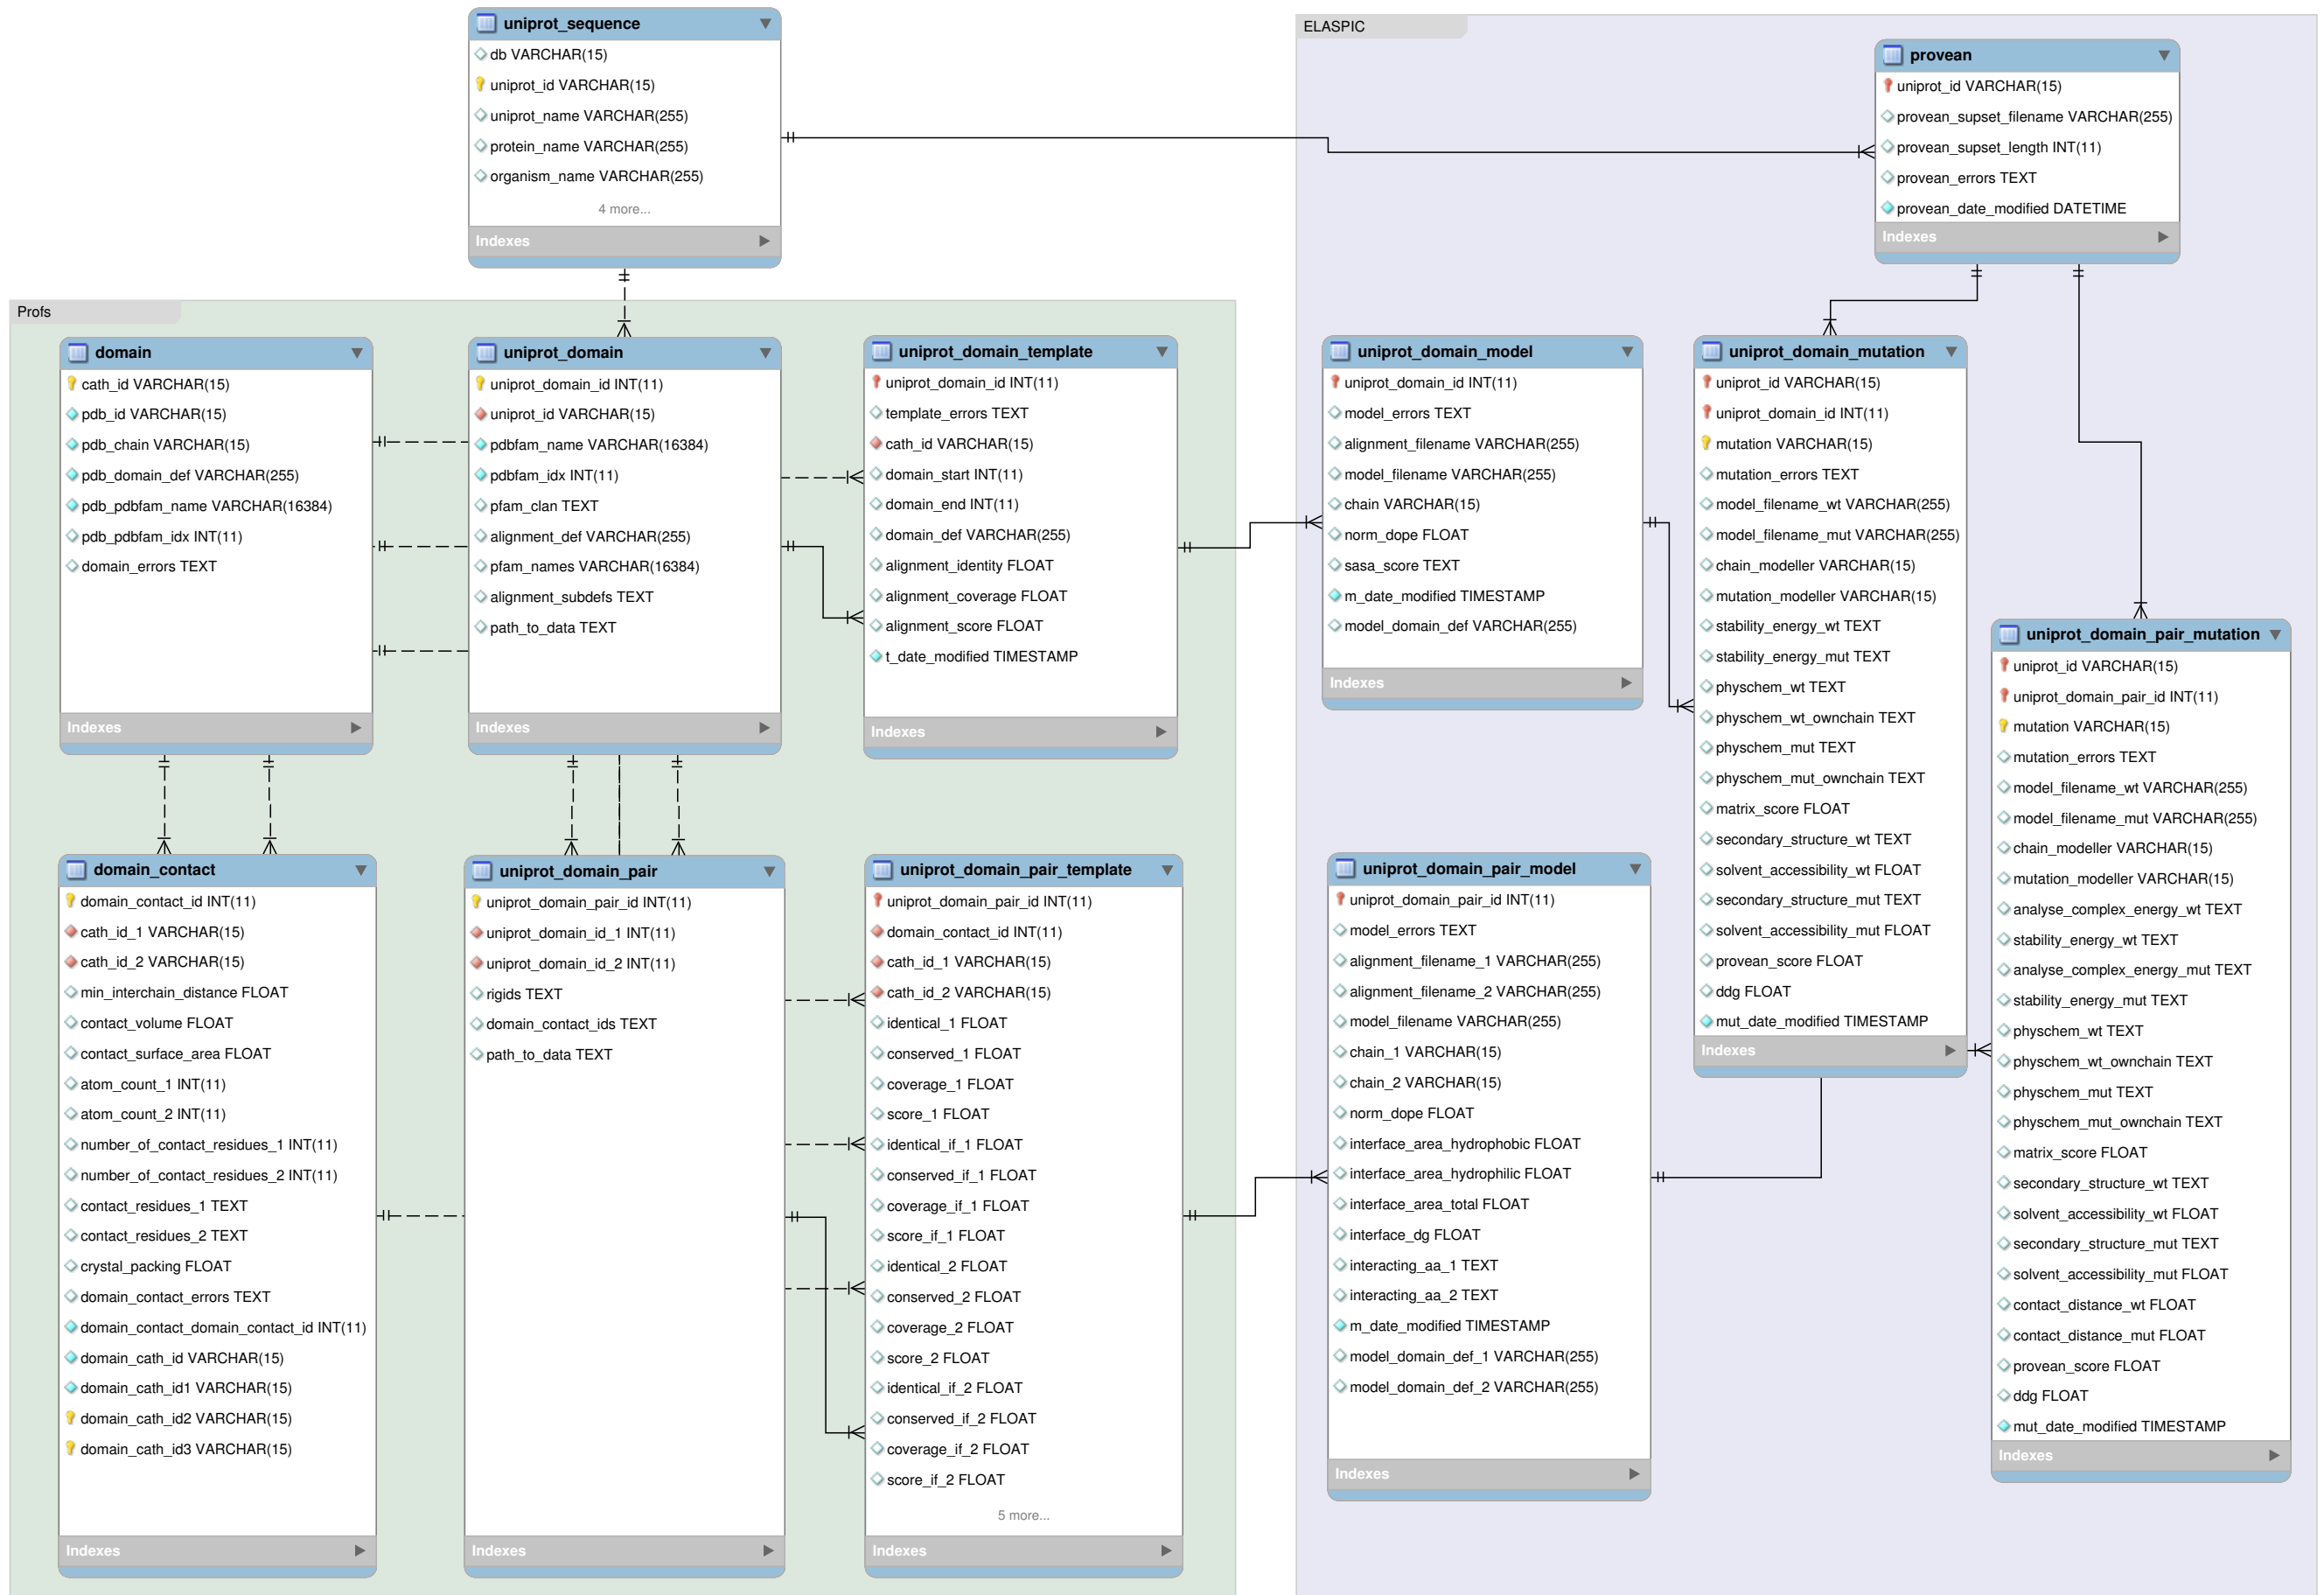 uniprot_sequence
db VARCHAR(15)
uniprot_id VARCHAR(15)
uniprot_name VARCHAR(255)
protein_name VARCHAR(255)
organism_name VARCHAR(255)
4 more...
Indexes
ELASPIC
provean
uniprot_id VARCHAR(15)
provean_supset_filename VARCHAR(255)
provean_supset_length INT(11)
provean_errors TEXT
provean_date_modified DATETIME
Indexes
Profs
domain
cath_id VARCHAR(15)
pdb_id VARCHAR(15)
pdb_chain VARCHAR(15)
pdb_domain_def VARCHAR(255)
pdb_pdbfam_name VARCHAR(16384)
pdb_pdbfam_idx INT(11)
domain_errors TEXT
Indexes
uniprot_domain
uniprot_domain_id INT(11)
uniprot_id VARCHAR(15)
pdbfam_name VARCHAR(16384)
pdbfam_idx INT(11)
pfam_clan TEXT
alignment_def VARCHAR(255)
pfam_names VARCHAR(16384)
alignment_subdefs TEXT
path_to_data TEXT
Indexes
uniprot_domain_template
uniprot_domain_id INT(11)
template_errors TEXT
cath_id VARCHAR(15)
domain_start INT(11)
domain_end INT(11)
domain_def VARCHAR(255)
alignment_identity FLOAT
alignment_coverage FLOAT
alignment_score FLOAT
t_date_modified TIMESTAMP
Indexes
uniprot_domain_model
uniprot_domain_id INT(11)
model_errors TEXT
alignment_filename VARCHAR(255)
model_filename VARCHAR(255)
chain VARCHAR(15)
norm_dope FLOAT
sasa_score TEXT
m_date_modified TIMESTAMP
model_domain_def VARCHAR(255)
Indexes
uniprot_domain_mutation
uniprot_id VARCHAR(15)
uniprot_domain_id INT(11)
mutation VARCHAR(15)
mutation_errors TEXT
model_filename_wt VARCHAR(255)
model_filename_mut VARCHAR(255)
chain_modeller VARCHAR(15)
mutation_modeller VARCHAR(15)
stability_energy_wt TEXT
stability_energy_mut TEXT
physchem_wt TEXT
physchem_wt_ownchain TEXT
physchem_mut TEXT
physchem_mut_ownchain TEXT
matrix_score FLOAT
secondary_structure_wt TEXT
solvent_accessibility_wt FLOAT
secondary_structure_mut TEXT
solvent_accessibility_mut FLOAT
provean_score FLOAT
ddg FLOAT
mut_date_modified TIMESTAMP
Indexes
uniprot_domain_pair_mutation
uniprot_id VARCHAR(15)
uniprot_domain_pair_id INT(11)
mutation VARCHAR(15)
mutation_errors TEXT
model_filename_wt VARCHAR(255)
model_filename_mut VARCHAR(255)
chain_modeller VARCHAR(15)
mutation_modeller VARCHAR(15)
analyse_complex_energy_wt TEXT
stability_energy_wt TEXT
analyse_complex_energy_mut TEXT
stability_energy_mut TEXT
physchem_wt TEXT
physchem_wt_ownchain TEXT
physchem_mut TEXT
physchem_mut_ownchain TEXT
matrix_score FLOAT
secondary_structure_wt TEXT
solvent_accessibility_wt FLOAT
secondary_structure_mut TEXT
solvent_accessibility_mut FLOAT
contact_distance_wt FLOAT
contact_distance_mut FLOAT
provean_score FLOAT
ddg FLOAT
mut_date_modified TIMESTAMP
Indexes
domain_contact
domain_contact_id INT(11)
cath_id_1 VARCHAR(15)
cath_id_2 VARCHAR(15)
min_interchain_distance FLOAT
contact_volume FLOAT
contact_surface_area FLOAT
atom_count_1 INT(11)
atom_count_2 INT(11)
number_of_contact_residues_1 INT(11)
number_of_contact_residues_2 INT(11)
contact_residues_1 TEXT
contact_residues_2 TEXT
crystal_packing FLOAT
domain_contact_errors TEXT
domain_contact_domain_contact_id INT(11)
domain_cath_id VARCHAR(15)
domain_cath_id1 VARCHAR(15)
domain_cath_id2 VARCHAR(15)
domain_cath_id3 VARCHAR(15)
Indexes
uniprot_domain_pair
uniprot_domain_pair_id INT(11)
uniprot_domain_id_1 INT(11)
uniprot_domain_id_2 INT(11)
rigids TEXT
domain_contact_ids TEXT
path_to_data TEXT
Indexes
uniprot_domain_pair_template
uniprot_domain_pair_id INT(11)
domain_contact_id INT(11)
cath_id_1 VARCHAR(15)
cath_id_2 VARCHAR(15)
identical_1 FLOAT
conserved_1 FLOAT
coverage_1 FLOAT
score_1 FLOAT
identical_if_1 FLOAT
conserved_if_1 FLOAT
coverage_if_1 FLOAT
score_if_1 FLOAT
identical_2 FLOAT
conserved_2 FLOAT
coverage_2 FLOAT
score_2 FLOAT
identical_if_2 FLOAT
conserved_if_2 FLOAT
coverage_if_2 FLOAT
score_if_2 FLOAT
5 more...
Indexes
uniprot_domain_pair_model
uniprot_domain_pair_id INT(11)
model_errors TEXT
alignment_filename_1 VARCHAR(255)
alignment_filename_2 VARCHAR(255)
model_filename VARCHAR(255)
chain_1 VARCHAR(15)
chain_2 VARCHAR(15)
norm_dope FLOAT
interface_area_hydrophobic FLOAT
interface_area_hydrophilic FLOAT
interface_area_total FLOAT
interface_dg FLOAT
interacting_aa_1 TEXT
interacting_aa_2 TEXT
m_date_modified TIMESTAMP
model_domain_def_1 VARCHAR(255)
model_domain_def_2 VARCHAR(255)
Indexes